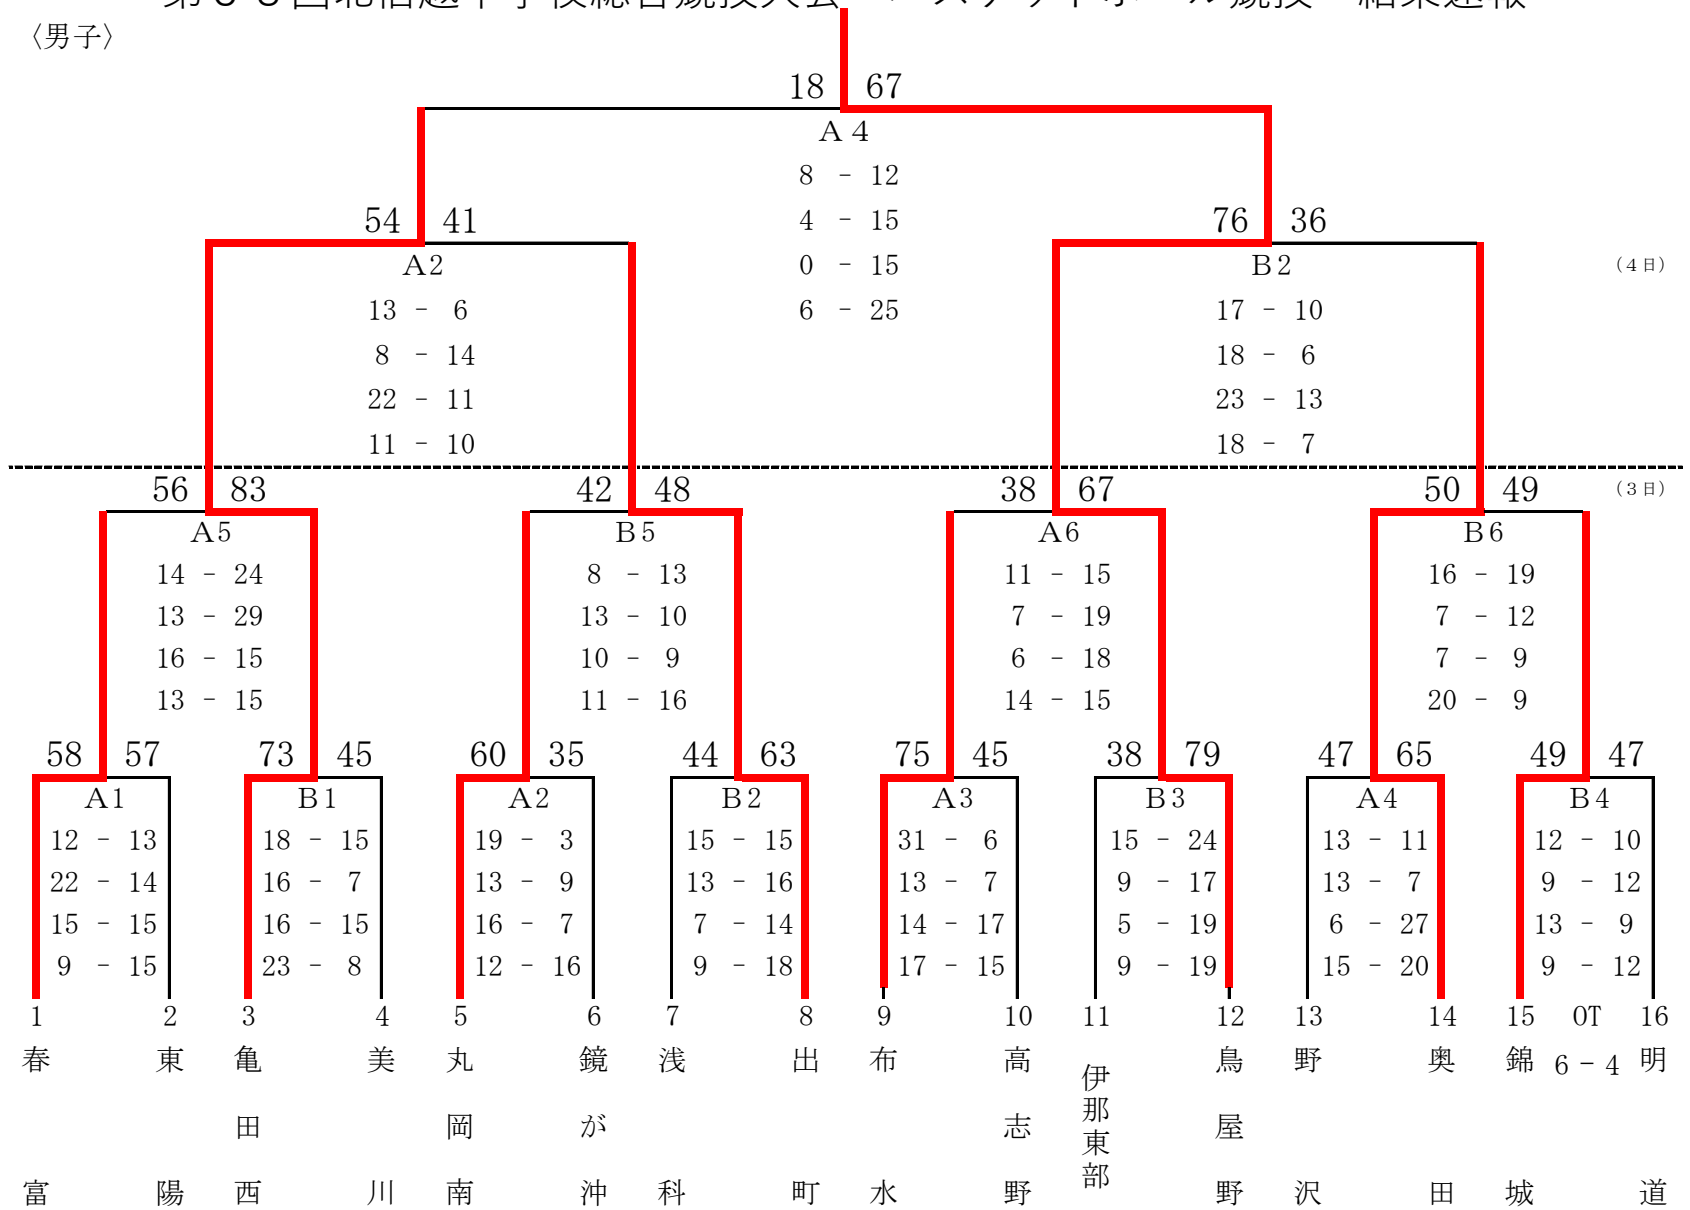 〈男子〉
18 67
A 4
8 - 12
4 - 15
0 - 15
6 - 25
54 41 76 36
A2 B2 (4日)
13 - 6 17 - 10
8 - 14 18 - 6
22 - 11 23 - 13
11 - 10 18 - 7
56 83 42 48 38 67 50 49 (3日)
A5 B5 A6 B6
14 - 24 8 - 13 11 - 15 16 - 19
13 - 29 13 - 10 7 - 19 7 - 12
16 - 15 10 - 9 6 - 18 7 - 9
13 - 15 11 - 16 14 - 15 20 - 9
58 57 73 45 60 35 44 63 75 45 38 79 47 65 49 47
A1 B1 A2 B2 A3 B3 A4 B4
12 - 13 18 - 15 19 - 3 15 - 15 31 - 6 15 - 24 13 - 11 12 - 10
22 - 14 16 - 7 13 - 9 13 - 16 13 - 7 9 - 17 13 - 7 9 - 12
15 - 15 16 - 15 16 - 7 7 - 14 14 - 17 5 - 19 6 - 27 13 - 9
9 - 15 23 - 8 12 - 16 9 - 18 17 - 15 9 - 19 15 - 20 9 - 12
1 2 3 4 5 6 7 8 9 10 11 12 13 14 15 OT 16
6 - 4
春富
東陽
亀田西
美川
丸岡南
鏡が沖
浅科
出町
布水
高志野
伊那東部
鳥屋野
野沢
奥田
錦城
明道